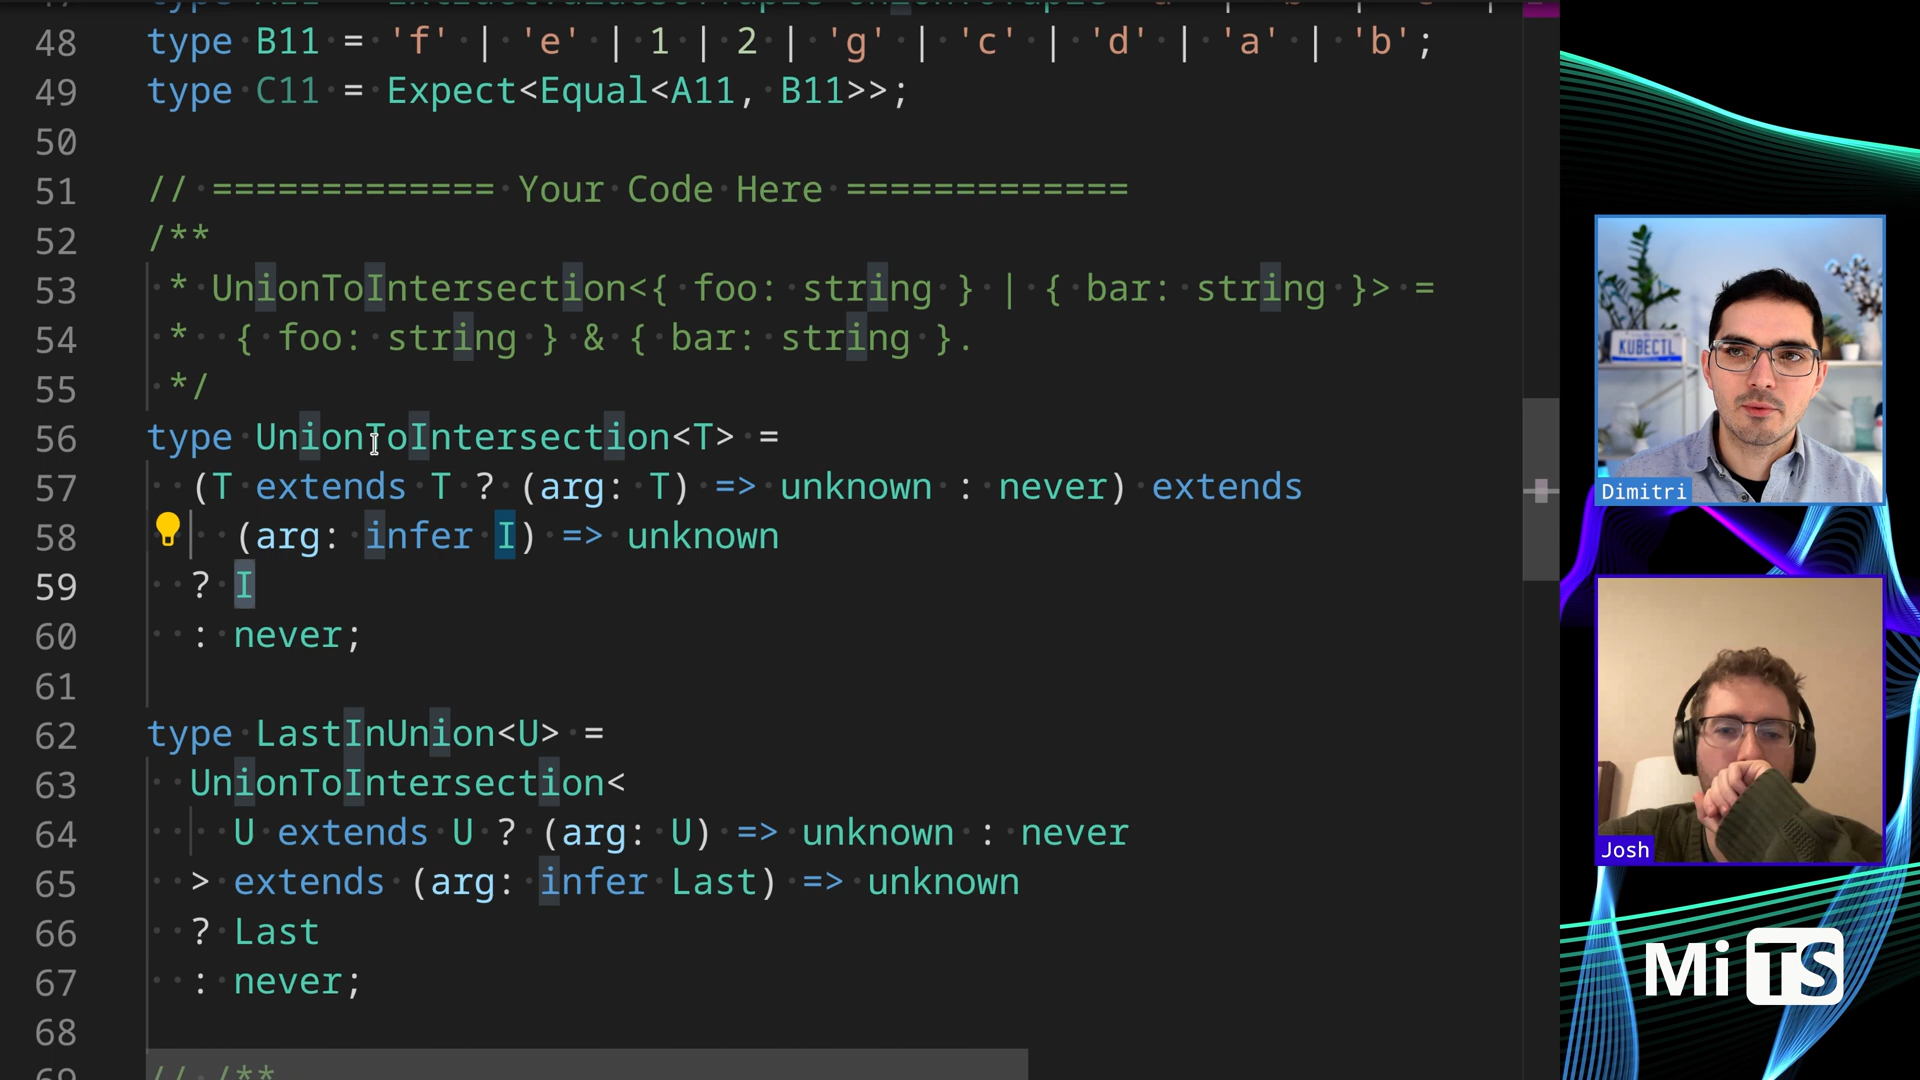 48 type B11 = 'f' | 'e' | 1 | 2 | 'g' | 'c' | 'd' | 'a' | 'b';
49 type C11 = Expect<Equal<A11, B11>>;
50
51 // ============= Your Code Here =============
52 /**
53 * UnionToIntersection<{ foo: string } | { bar: string }> =
54 * { foo: string } & { bar: string }.
55 */
56 type UnionToIntersection<T> =
57 (T extends T ? (arg: T) => unknown : never) extends
58 (arg: infer I) => unknown
59 ? I
60 : never;
61
62 type LastInUnion<U> =
63 UnionToIntersection<
64 U extends U ? (arg: U) => unknown : never
65 > extends (arg: infer Last) => unknown
66 ? Last
67 : never;
68
69 // /**
KUBECTL
Dimitri
Josh
Mi TS